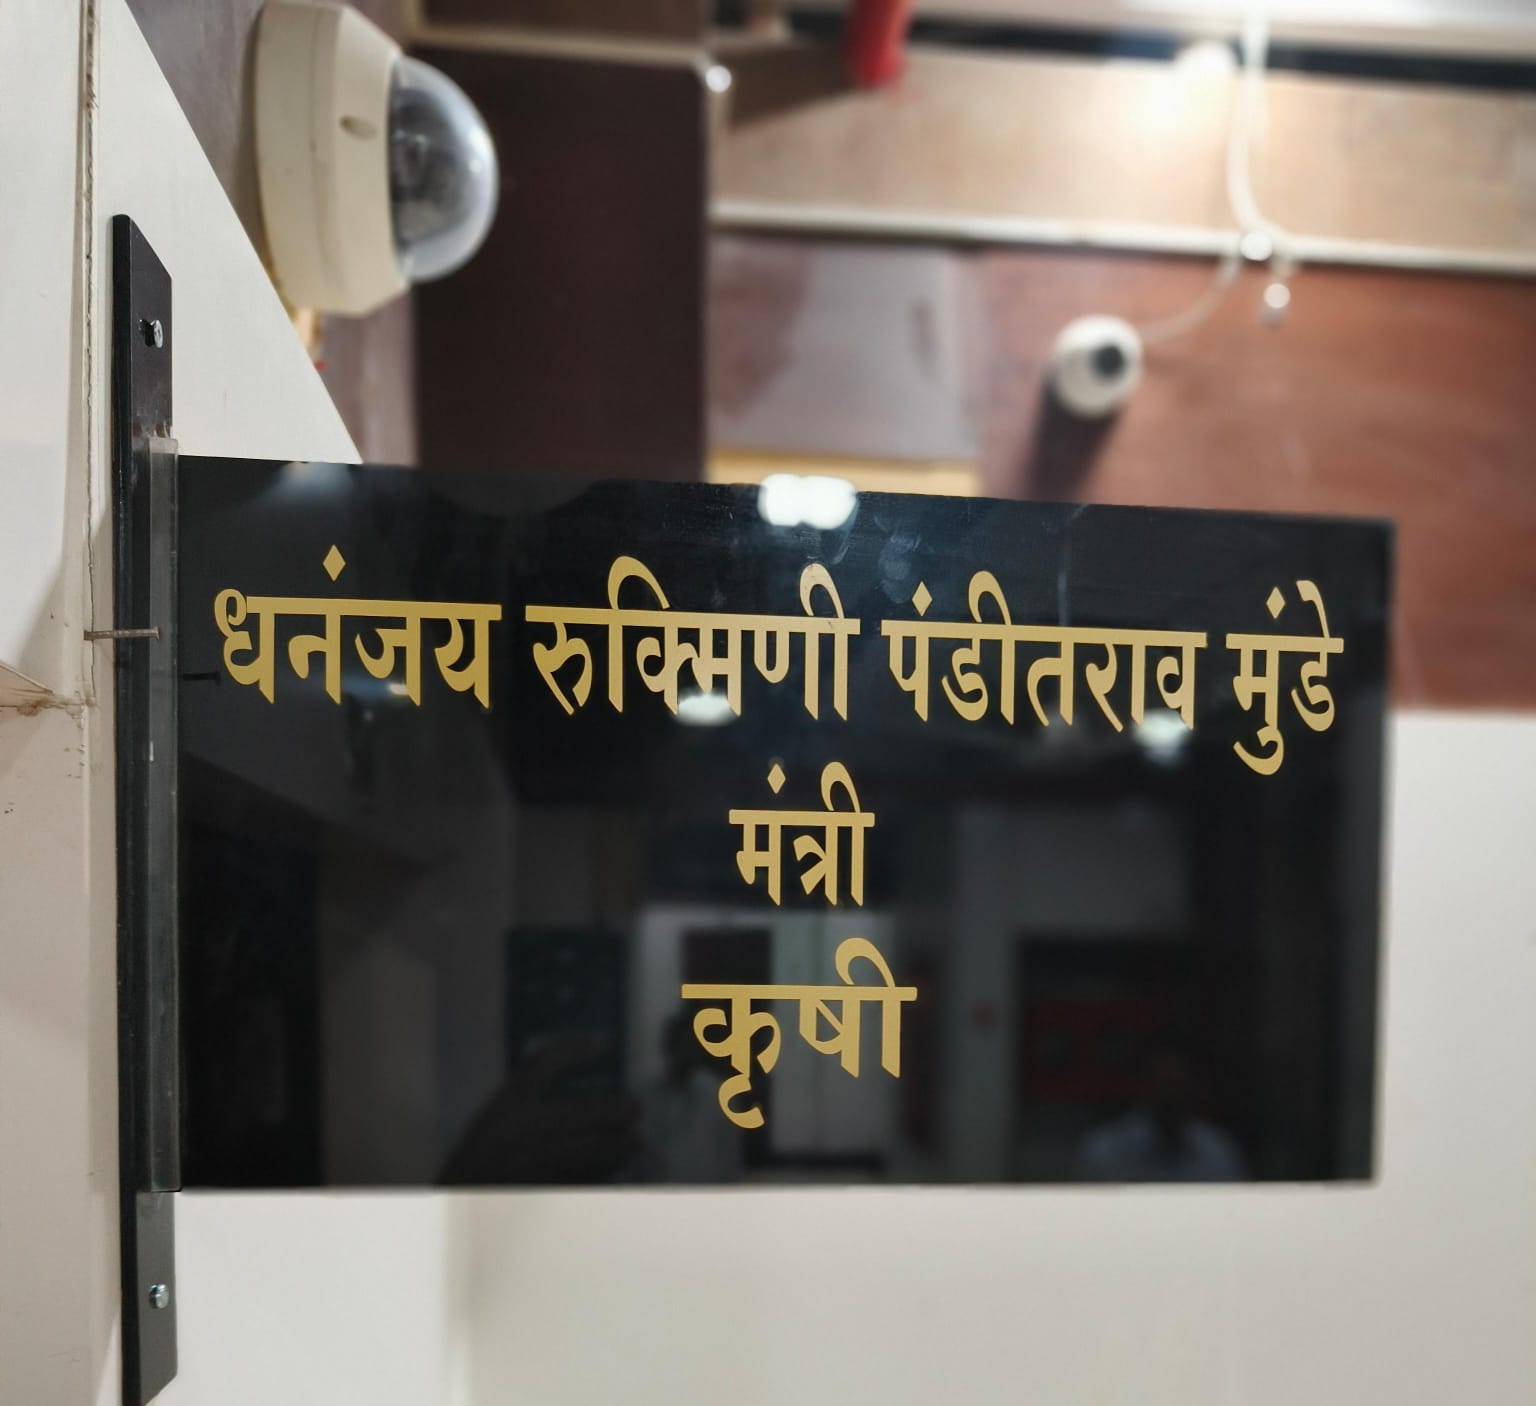 धनंजय रुक्मिणी पंडीतराव मुंडे
मंत्री
कृषी